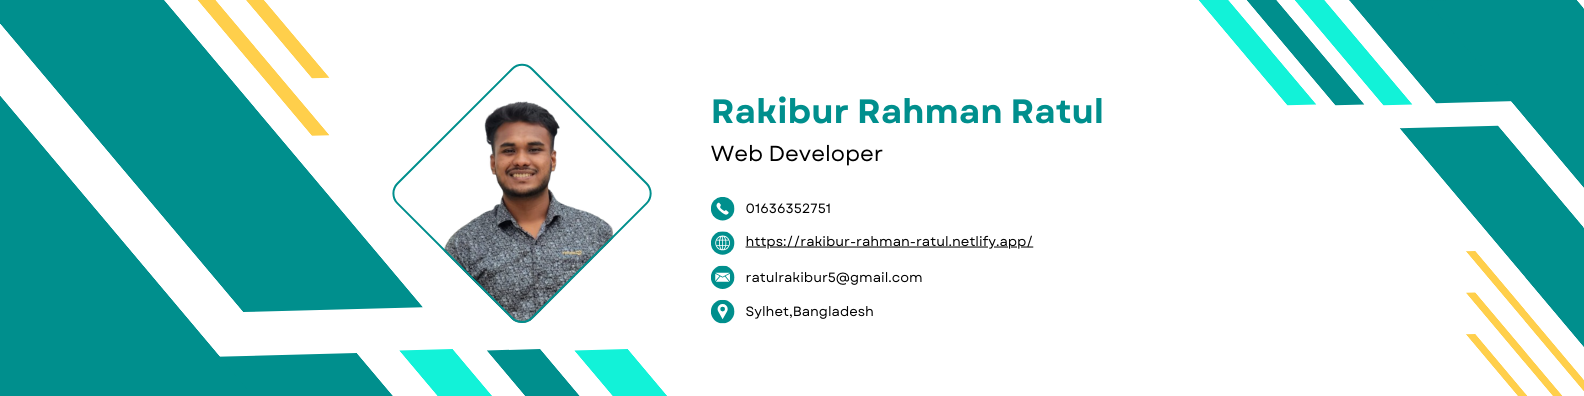 Rakibur Rahman Ratul
Web Developer
01636352751
https://rakibur-rahman-ratul.netlify.app/
ratulrakibur5@gmail.com
Sylhet,Bangladesh